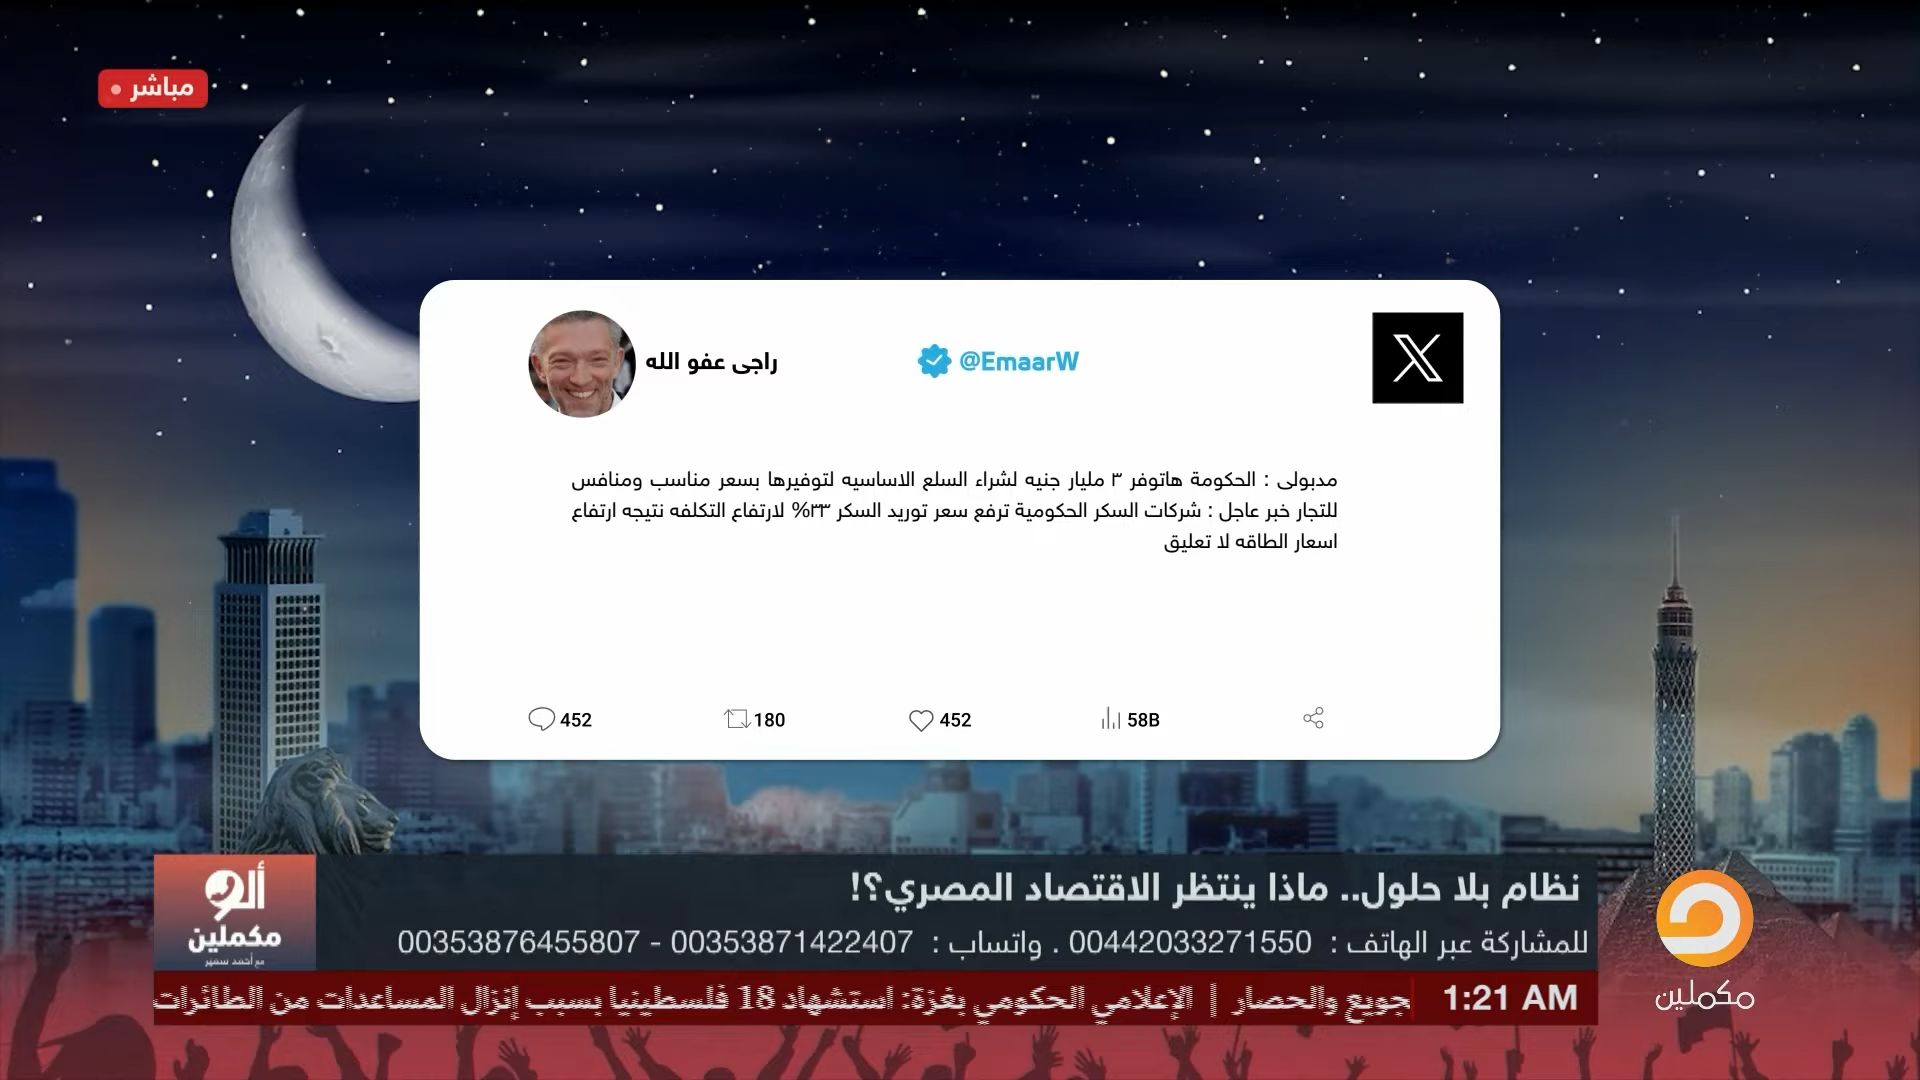 مباشر
راجى عفو الله
@EmaarW
مدبولى : الحكومة هاتوفر ٣ مليار جنيه لشراء السلع الاساسيه لتوفيرها بسعر مناسب ومنافس
للتجار خبر عاجل : شركات السكر الحكومية ترفع سعر توريد السكر ٣٣% لارتفاع التكلفه نتيجه ارتفاع
اسعار الطاقه لا تعليق
452
180
452
58B
ألو
مكملين
مع أحمد سمير
نظام بلا حلول.. ماذا ينتظر الاقتصاد المصري؟!
للمشاركة عبر الهاتف : 00442033271550 . واتساب : 00353871422407 - 00353876455807
1:21 AM
جويع والحصار | الإعلامي الحكومي بغزة: استشهاد 18 فلسطينيا بسبب إنزال المساعدات من الطائرات
مكملين